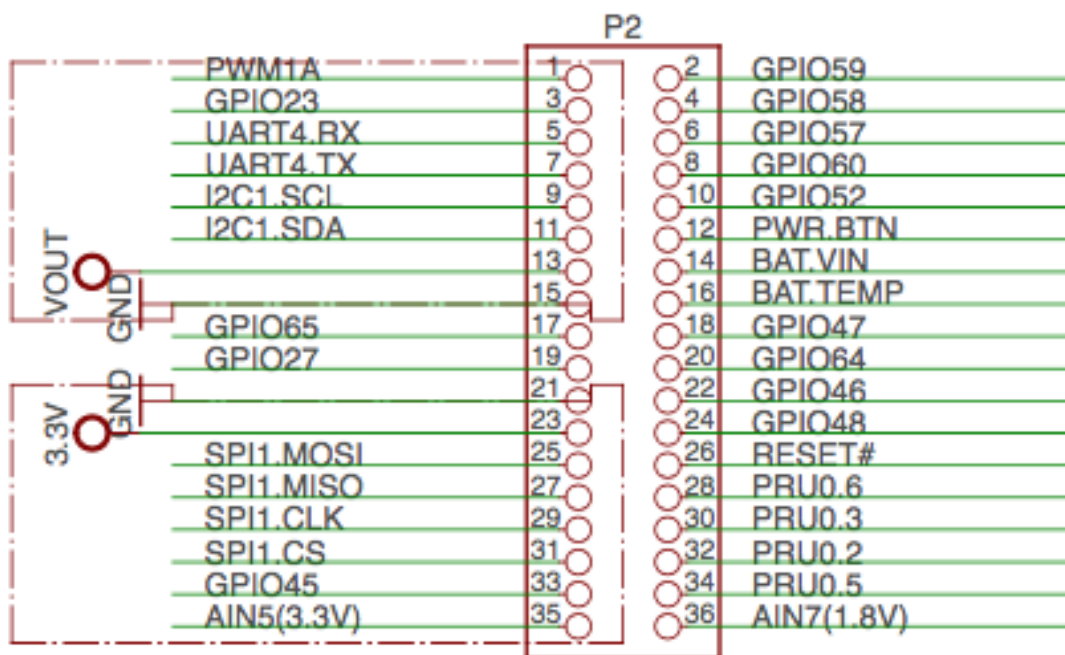 P2
PWM1A 1 2 GPIO59
GPIO23 3 4 GPIO58
UART4.RX 5 6 GPIO57
UART4.TX 7 8 GPIO60
I2C1.SCL 9 10 GPIO52
I2C1.SDA 11 12 PWR.BTN
VOUT 13 14 BAT.VIN
GND 15 16 BAT.TEMP
GPIO65 17 18 GPIO47
GPIO27 19 20 GPIO64
GND 21 22 GPIO46
3.3V 23 24 GPIO48
SPI1.MOSI 25 26 RESET#
SPI1.MISO 27 28 PRU0.6
SPI1.CLK 29 30 PRU0.3
SPI1.CS 31 32 PRU0.2
GPIO45 33 34 PRU0.5
AIN5(3.3V) 35 36 AIN7(1.8V)